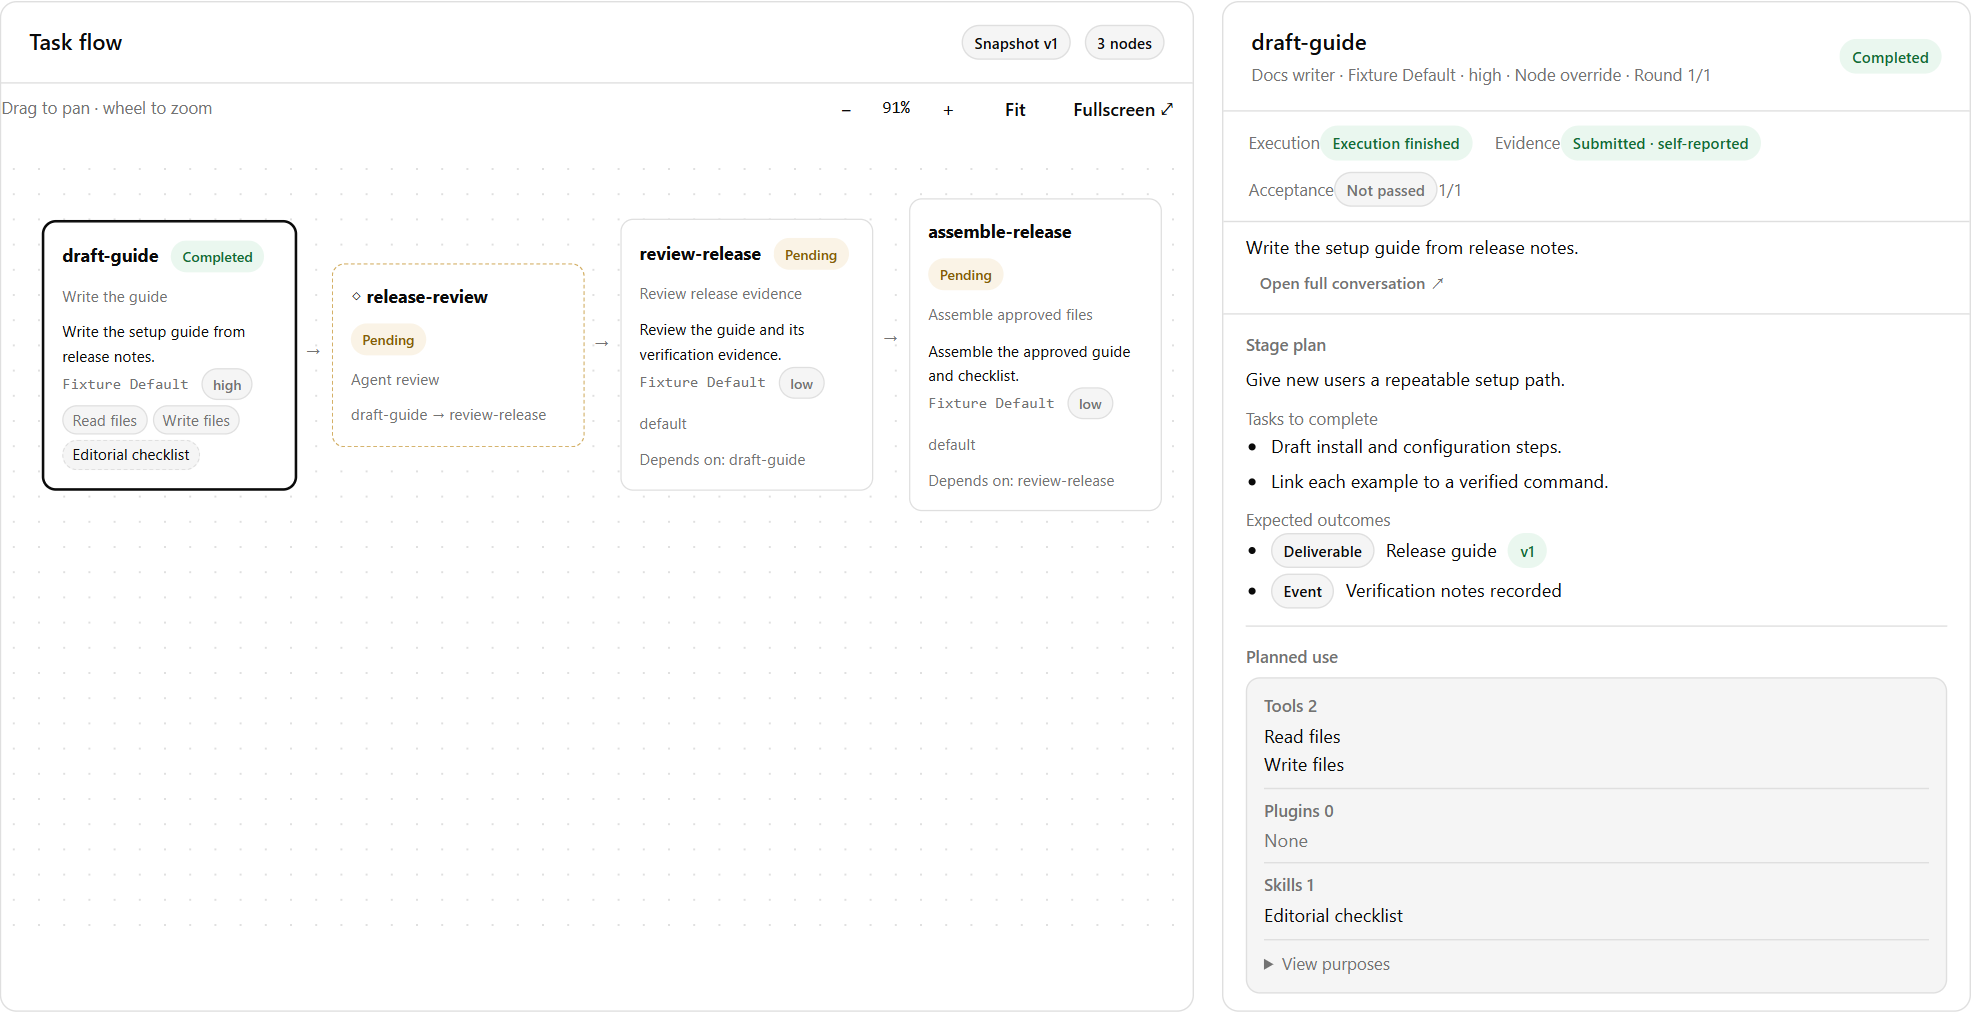 Task flow
Snapshot v1
3 nodes
Drag to pan · wheel to zoom
− 91% + Fit Fullscreen ⤢
draft-guide Completed
Write the guide
Write the setup guide from
release notes.
Fixture Default high
Read files Write files
Editorial checklist
→
◇ release-review
Pending
Agent review
draft-guide → review-release
→
review-release Pending
Review release evidence
Review the guide and its
verification evidence.
Fixture Default low
default
Depends on: draft-guide
→
assemble-release
Pending
Assemble approved files
Assemble the approved guide
and checklist.
Fixture Default low
default
Depends on: review-release
draft-guide
Docs writer · Fixture Default · high · Node override · Round 1/1
Completed
Execution Execution finished Evidence Submitted · self-reported
Acceptance Not passed 1/1
Write the setup guide from release notes.
Open full conversation ↗
Stage plan
Give new users a repeatable setup path.
Tasks to complete
• Draft install and configuration steps.
• Link each example to a verified command.
Expected outcomes
• Deliverable Release guide v1
• Event Verification notes recorded
Planned use
Tools 2
Read files
Write files
Plugins 0
None
Skills 1
Editorial checklist
▶ View purposes